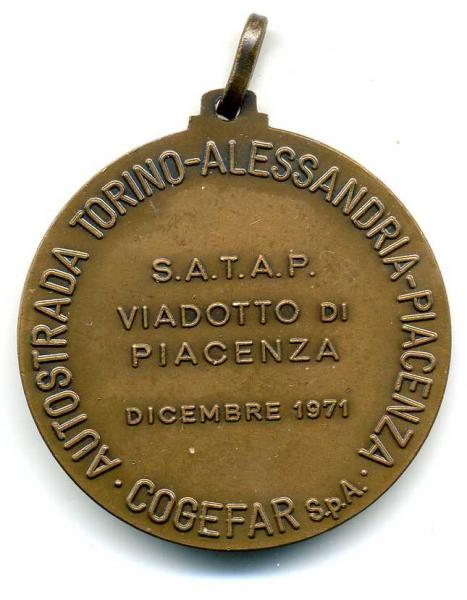 · AUTOSTRADA TORINO-ALESSANDRIA-PIACENZA ·
S.A.T.A.P.
VIADOTTO DI
PIACENZA
DICEMBRE 1971
COGEFAR S.p.A.